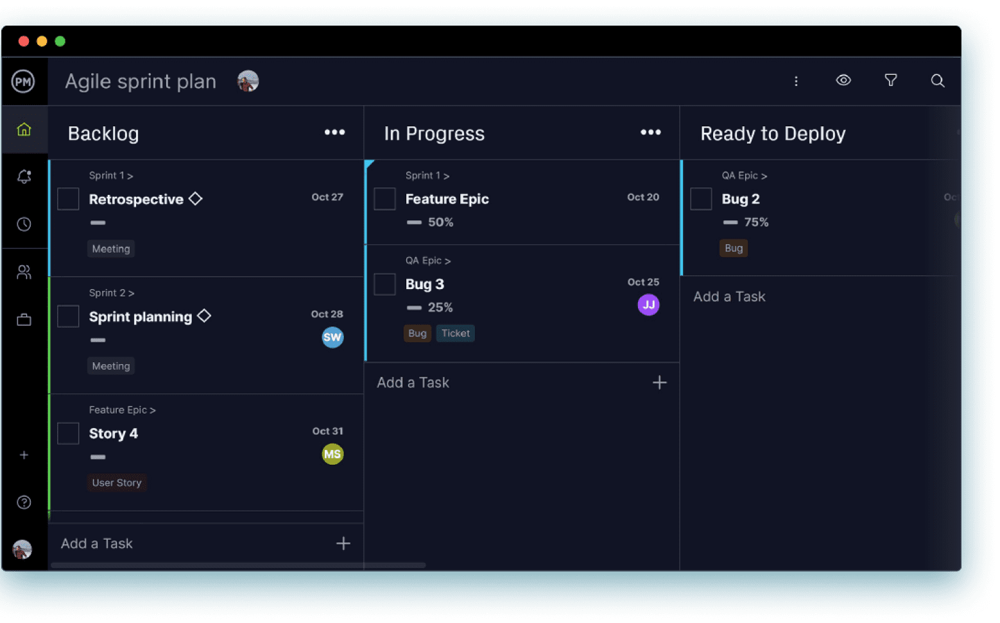 PM
Agile sprint plan
Backlog
Sprint 1 >
Retrospective
Oct 27
Meeting
Sprint 2 >
Sprint planning
Oct 28
SW
Meeting
Feature Epic >
Story 4
Oct 31
MS
User Story
Add a Task
In Progress
Sprint 1 >
Feature Epic
Oct 20
50%
QA Epic >
Bug 3
Oct 25
25%
JJ
Bug
Ticket
Add a Task
Ready to Deploy
QA Epic >
Bug 2
75%
Bug
Add a Task